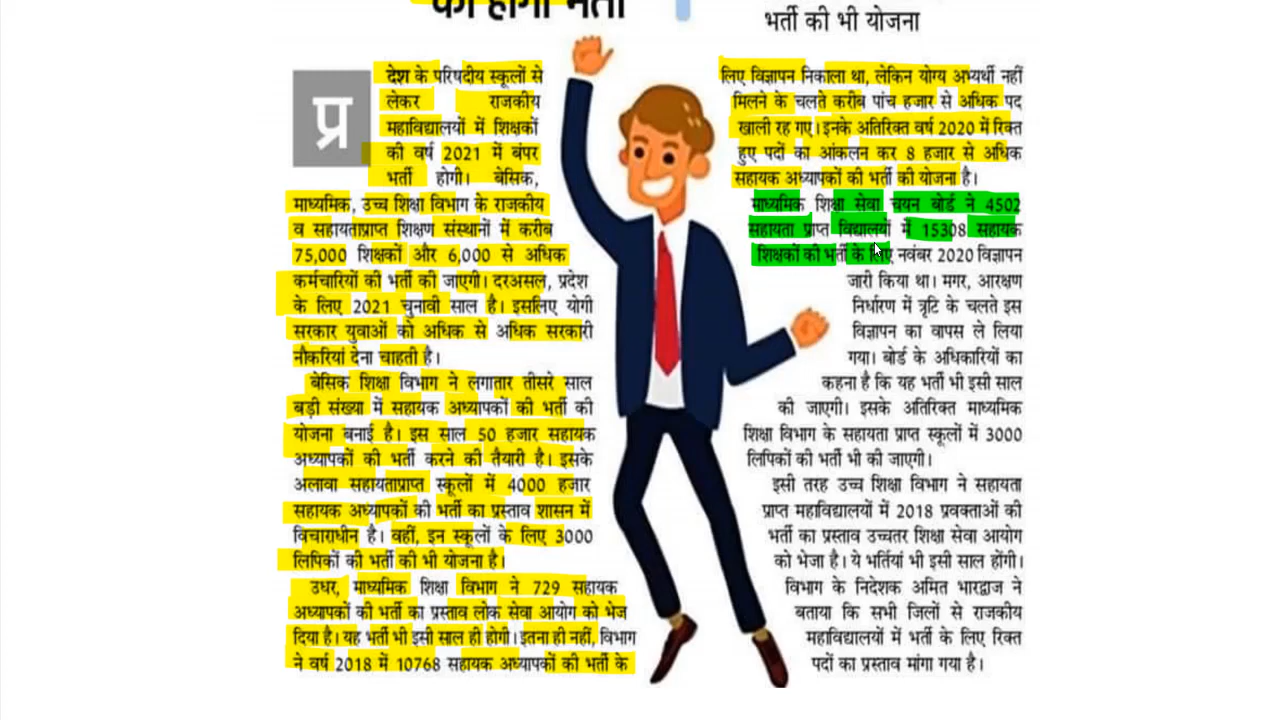 की होगी भर्ती
भर्ती की भी योजना
प्रदेश के परिषदीय स्कूलों से
लेकर राजकीय
महाविद्यालयों में शिक्षकों
की वर्ष 2021 में बंपर
भर्ती होगी। बेसिक,
माध्यमिक, उच्च शिक्षा विभाग के राजकीय
व सहायताप्राप्त शिक्षण संस्थानों में करीब
75,000 शिक्षकों और 6,000 से अधिक
कर्मचारियों की भर्ती की जाएगी। दरअसल, प्रदेश
के लिए 2021 चुनावी साल है। इसलिए योगी
सरकार युवाओं को अधिक से अधिक सरकारी
नौकरियां देना चाहती है।
बेसिक शिक्षा विभाग ने लगातार तीसरे साल
बड़ी संख्या में सहायक अध्यापकों की भर्ती की
योजना बनाई है। इस साल 50 हजार सहायक
अध्यापकों की भर्ती करने की तैयारी है। इसके
अलावा सहायताप्राप्त स्कूलों में 4000 हजार
सहायक अध्यापकों की भर्ती का प्रस्ताव शासन में
विचाराधीन है। वहीं, इन स्कूलों के लिए 3000
लिपिकों की भर्ती की भी योजना है।
उधर, माध्यमिक शिक्षा विभाग ने 729 सहायक
अध्यापकों की भर्ती का प्रस्ताव लोक सेवा आयोग को भेज
दिया है। यह भर्ती भी इसी साल ही होगी। इतना ही नहीं, विभाग
ने वर्ष 2018 में 10768 सहायक अध्यापकों की भर्ती के
लिए विज्ञापन निकाला था, लेकिन योग्य अभ्यर्थी नहीं
मिलने के चलते करीब पांच हजार से अधिक पद
खाली रह गए। इनके अतिरिक्त वर्ष 2020 में रिक्त
हुए पदों का आंकलन कर 8 हजार से अधिक
सहायक अध्यापकों की भर्ती की योजना है।
माध्यमिक शिक्षा सेवा चयन बोर्ड ने 4502
सहायता प्राप्त विद्यालयों में 15308 सहायक
शिक्षकों की भर्ती के लिए नवंबर 2020 विज्ञापन
जारी किया था। मगर, आरक्षण
निर्धारण में त्रृटि के चलते इस
विज्ञापन का वापस ले लिया
गया। बोर्ड के अधिकारियों का
कहना है कि यह भर्ती भी इसी साल
की जाएगी। इसके अतिरिक्त माध्यमिक
शिक्षा विभाग के सहायता प्राप्त स्कूलों में 3000
लिपिकों की भर्ती भी की जाएगी।
इसी तरह उच्च शिक्षा विभाग ने सहायता
प्राप्त महाविद्यालयों में 2018 प्रवक्ताओं की
भर्ती का प्रस्ताव उच्चतर शिक्षा सेवा आयोग
को भेजा है। ये भर्तियां भी इसी साल होंगी।
विभाग के निदेशक अमित भारद्वाज ने
बताया कि सभी जिलों से राजकीय
महाविद्यालयों में भर्ती के लिए रिक्त
पदों का प्रस्ताव मांगा गया है।